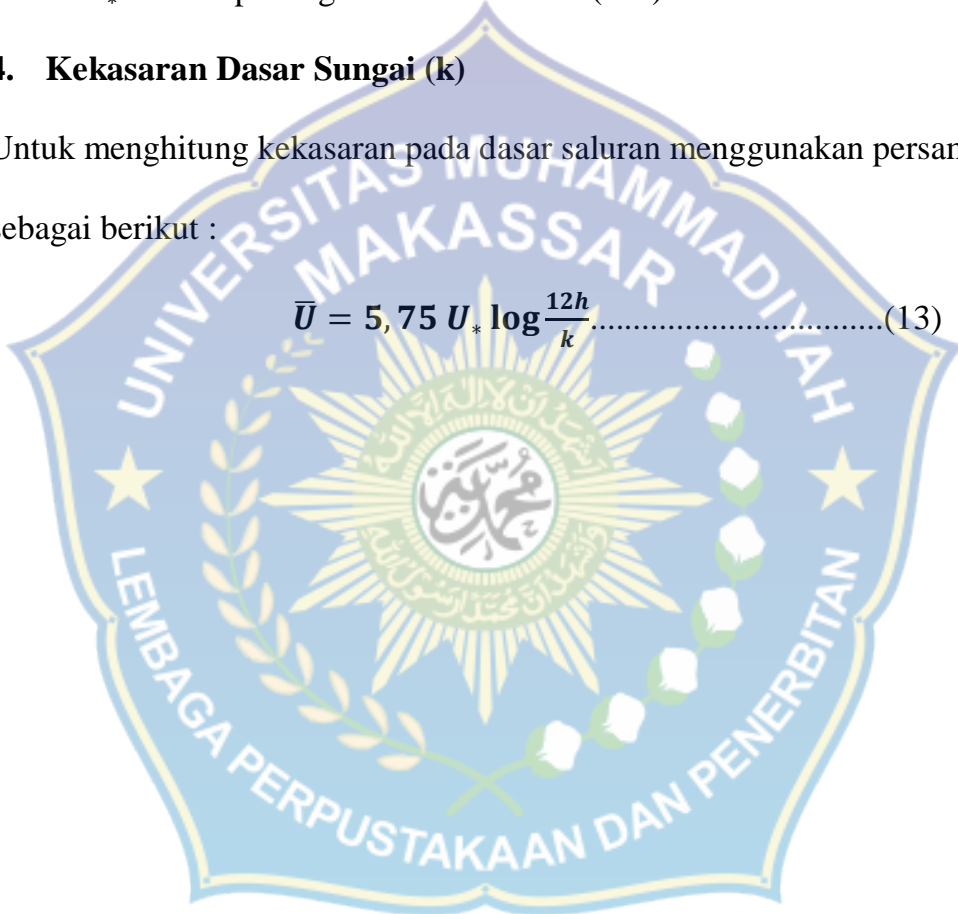 4. Kekasaran Dasar Sungai (k)
Untuk menghitung kekasaran pada dasar saluran menggunakan
sebagai berikut :
U̅ = 5,75 U* log 12h/k.................................(13)
UNIVERSITAS MUHAMMADIYAH
MAKASSAR
LEMBAGA PERPUSTAKAAN DAN PENERBITAN